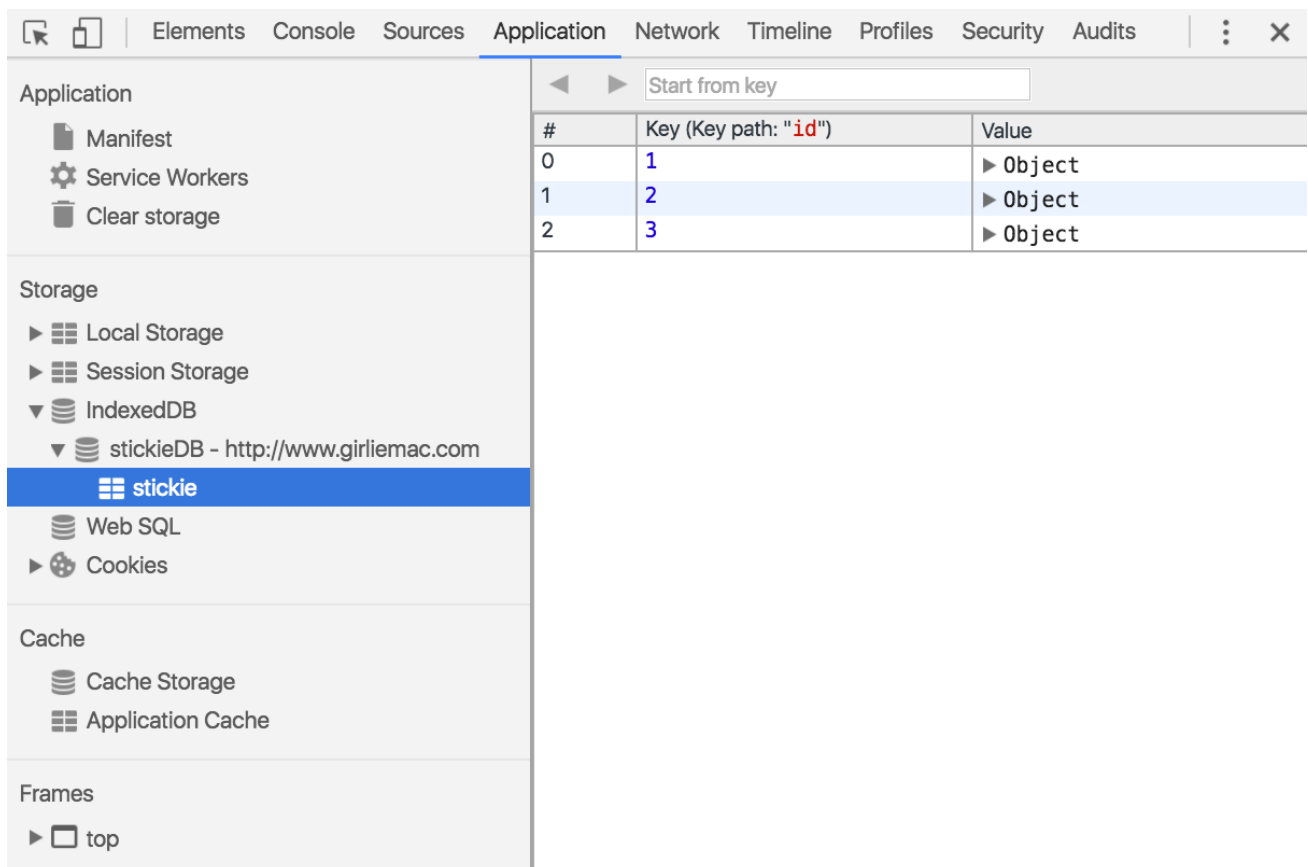 Elements Console Sources Application Network Timeline Profiles Security Audits
Application
Manifest
Service Workers
Clear storage
Storage
Local Storage
Session Storage
IndexedDB
stickieDB - http://www.girliemac.com
stickie
Web SQL
Cookies
Cache
Cache Storage
Application Cache
Frames
top
Start from key
# Key (Key path: "id") Value
0 1 Object
1 2 Object
2 3 Object